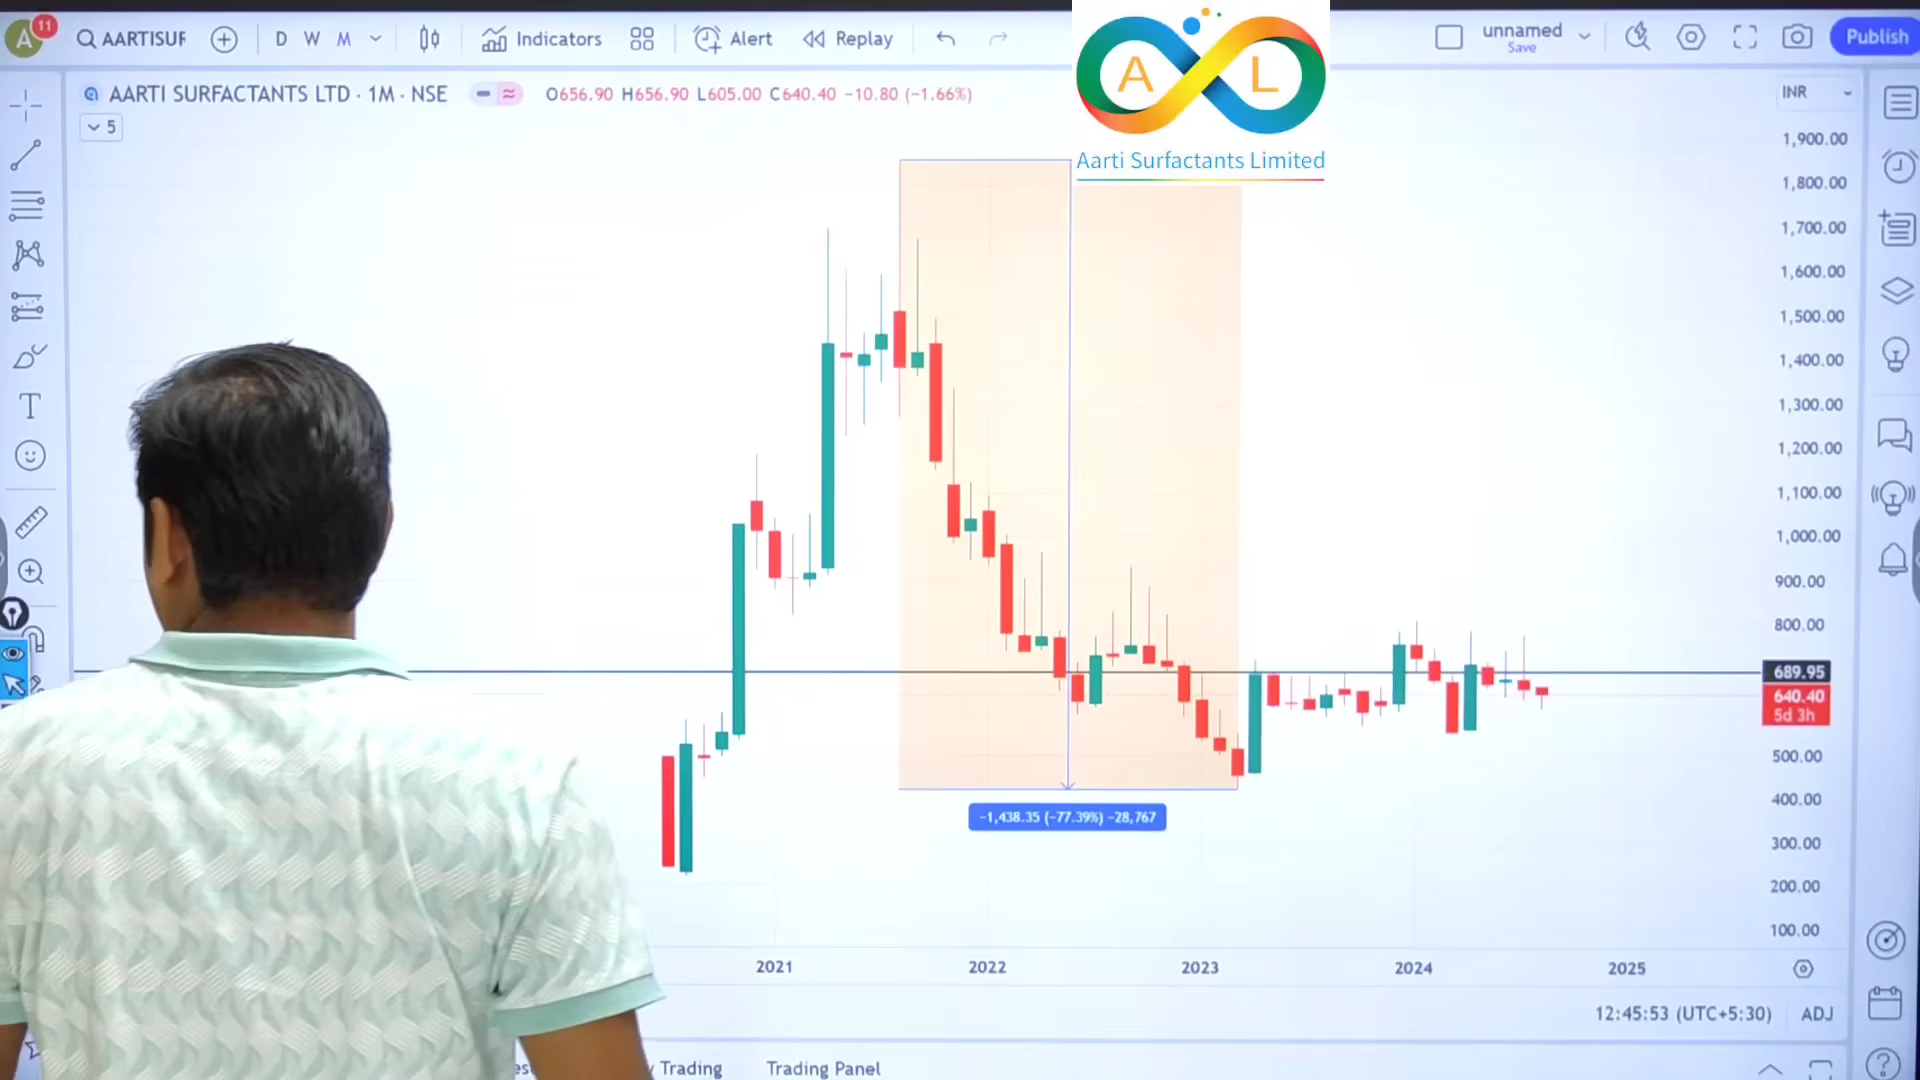 A 11 AARTISUR D W M Indicators Alert Replay unnamed Save Publish
A L
Aarti Surfactants Limited
AARTI SURFACTANTS LTD · 1M · NSE O656.90 H656.90 L605.00 C640.40 −10.80 (−1.66%)
5
INR
1,900.00
1,800.00
1,700.00
1,600.00
1,500.00
1,400.00
1,300.00
1,200.00
1,100.00
1,000.00
900.00
800.00
689.95
640.40
5d 3h
500.00
400.00
300.00
200.00
100.00
−1,438.35 (−77.39%) −28,767
2021 2022 2023 2024 2025
12:45:53 (UTC+5:30) ADJ
Trading Trading Panel